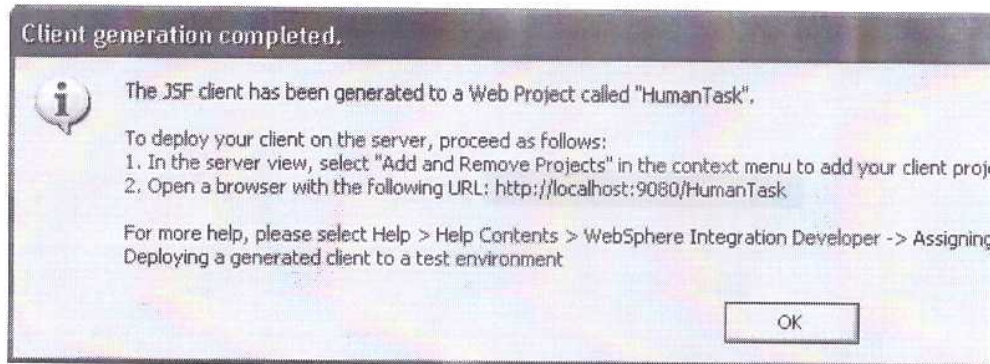 Client generation completed.
The JSF client has been generated to a Web Project called "HumanTask".
To deploy your client on the server, proceed as follows:
1. In the server view, select "Add and Remove Projects" in the context menu to add your client proje
2. Open a browser with the following URL: http://localhost:9080/HumanTask
For more help, please select Help > Help Contents > WebSphere Integration Developer -> Assigning
Deploying a generated client to a test environment
OK